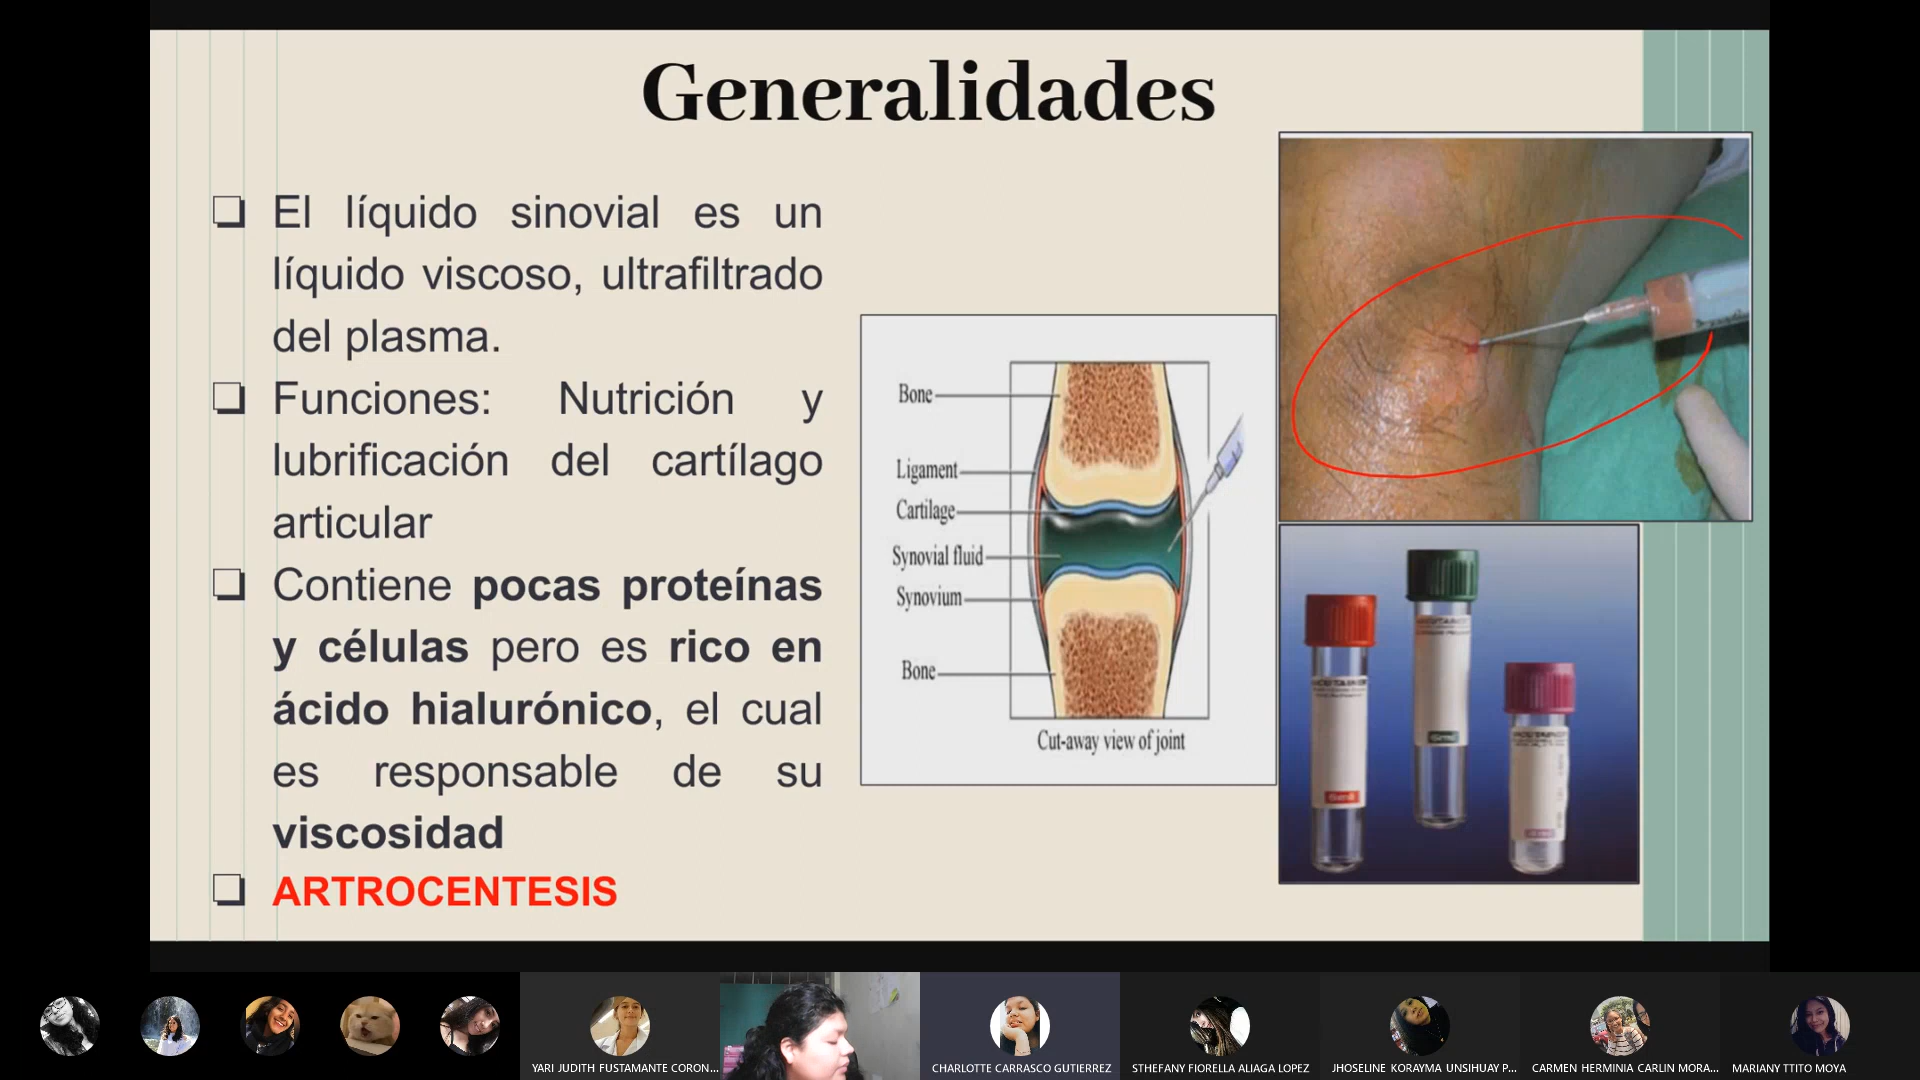 Generalidades
El líquido sinovial es un
líquido viscoso, ultrafiltrado
del plasma.
Funciones: Nutrición y
lubrificación del cartílago
articular
Contiene pocas proteínas
y células pero es rico en
ácido hialurónico, el cual
es responsable de su
viscosidad
ARTROCENTESIS
Bone
Ligament
Cartilage
Synovial fluid
Synovium
Bone
Cut-away view of joint
YARI JUDITH FUSTAMANTE CORON...
CHARLOTTE CARRASCO GUTIERREZ
STHEFANY FIORELLA ALIAGA LOPEZ
JHOSELINE KORAYMA UNSIHUAY P...
CARMEN HERMINIA CARLIN MORA...
MARIANY TTITO MOYA